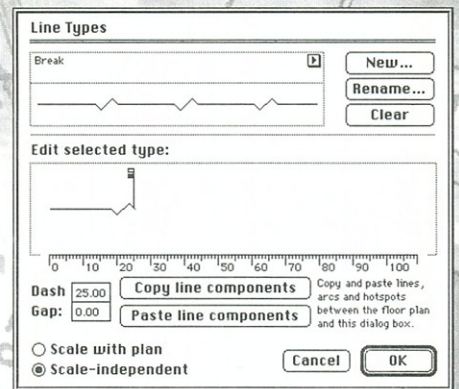 Line Types
Break
New...
Rename...
Clear
Edit selected type:
0 10 20 30 40 50 60 70 80 90 100
Dash 25.00
Gap: 0.00
Copy line components
Paste line components
Copy and paste lines,
arcs and hotspots
between the floor plan
and this dialog box.
Scale with plan
Scale-independent
Cancel
OK